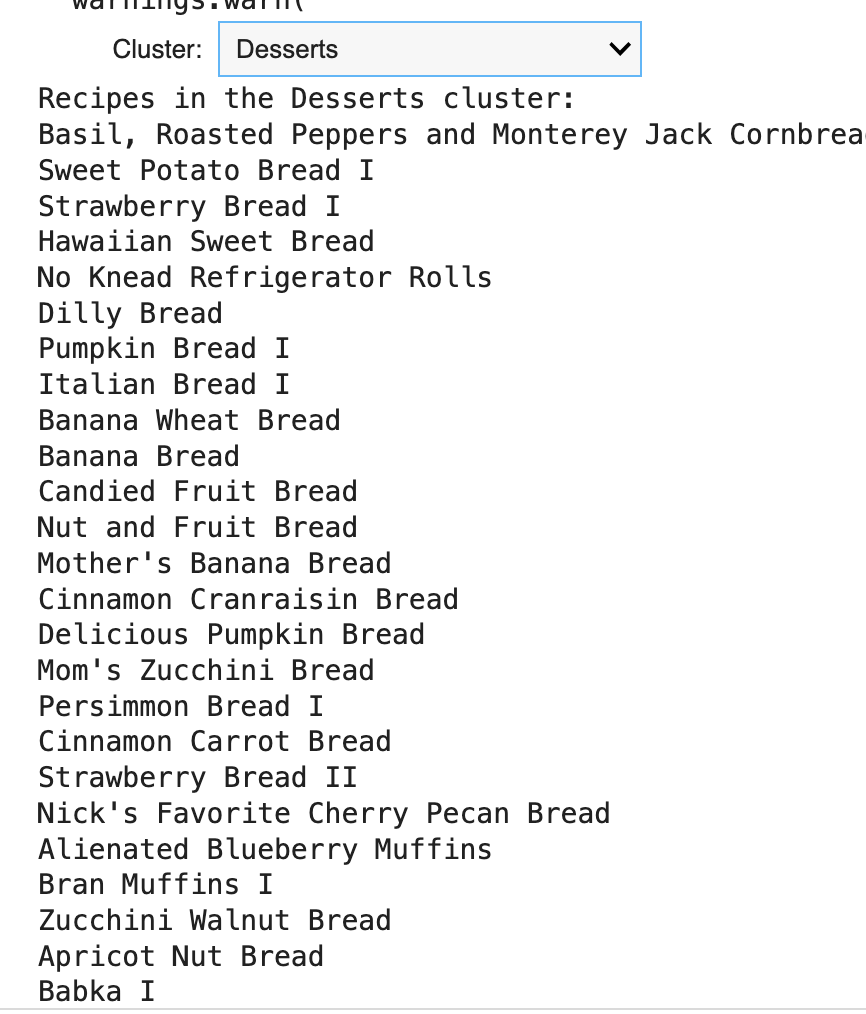 warnings.warn(
Cluster: Desserts
Recipes in the Desserts cluster:
Basil, Roasted Peppers and Monterey Jack Cornbrea
Sweet Potato Bread I
Strawberry Bread I
Hawaiian Sweet Bread
No Knead Refrigerator Rolls
Dilly Bread
Pumpkin Bread I
Italian Bread I
Banana Wheat Bread
Banana Bread
Candied Fruit Bread
Nut and Fruit Bread
Mother's Banana Bread
Cinnamon Cranraisin Bread
Delicious Pumpkin Bread
Mom's Zucchini Bread
Persimmon Bread I
Cinnamon Carrot Bread
Strawberry Bread II
Nick's Favorite Cherry Pecan Bread
Alienated Blueberry Muffins
Bran Muffins I
Zucchini Walnut Bread
Apricot Nut Bread
Babka I